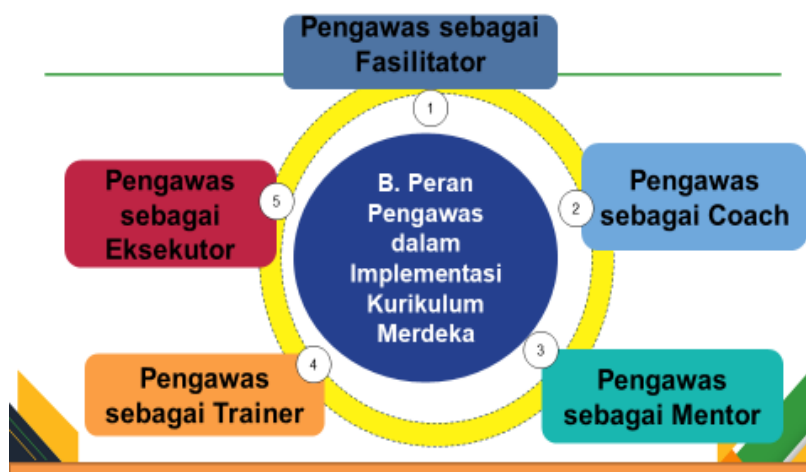 Pengawas sebagai
Fasilitator
1
B. Peran
Pengawas
dalam
Implementasi
Kurikulum
Merdeka
2
Pengawas
sebagai Coach
3
Pengawas
sebagai Mentor
4
Pengawas
sebagai Trainer
5
Pengawas
sebagai
Eksekutor